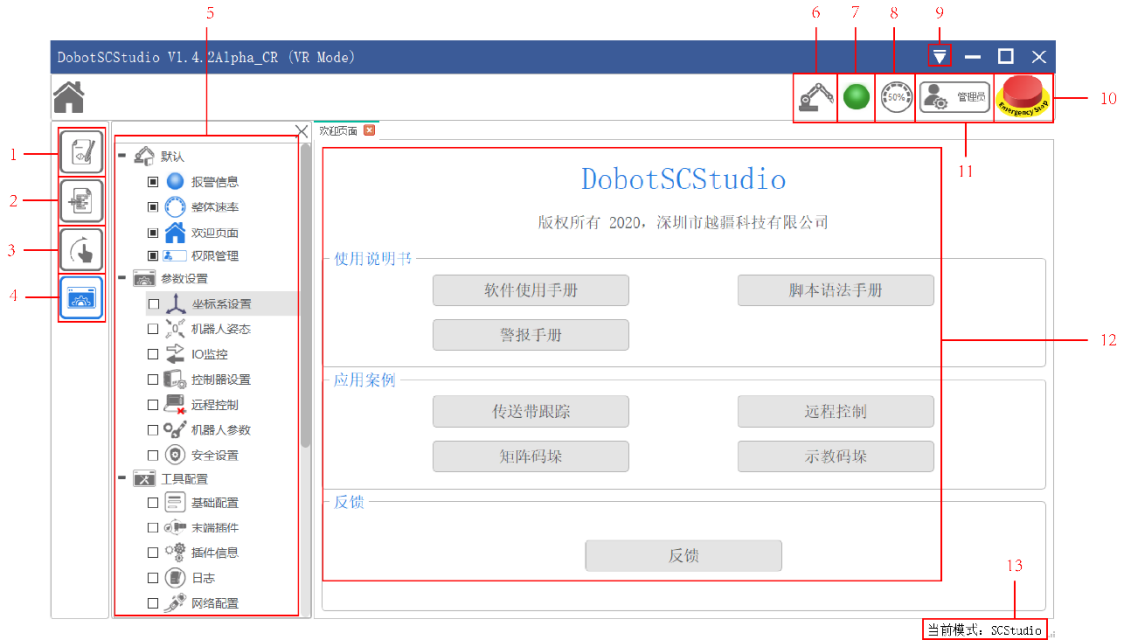 5
6
7
8
9
DobotSCStudio V1.4.2Alpha_CR (VR Mode)
50%
管理员
Emergency Stop
10
11
1
2
3
4
欢迎页面
默认
报警信息
整体速率
欢迎页面
权限管理
参数设置
坐标系设置
机器人姿态
IO监控
控制器设置
远程控制
机器人参数
安全设置
工具配置
基础配置
末端插件
插件信息
日志
网络配置
DobotSCStudio
版权所有 2020, 深圳市越疆科技有限公司
使用说明书
软件使用手册
脚本语法手册
警报手册
12
应用案例
传送带跟踪
远程控制
矩阵码垛
示教码垛
反馈
反馈
13
当前模式: SCStudio